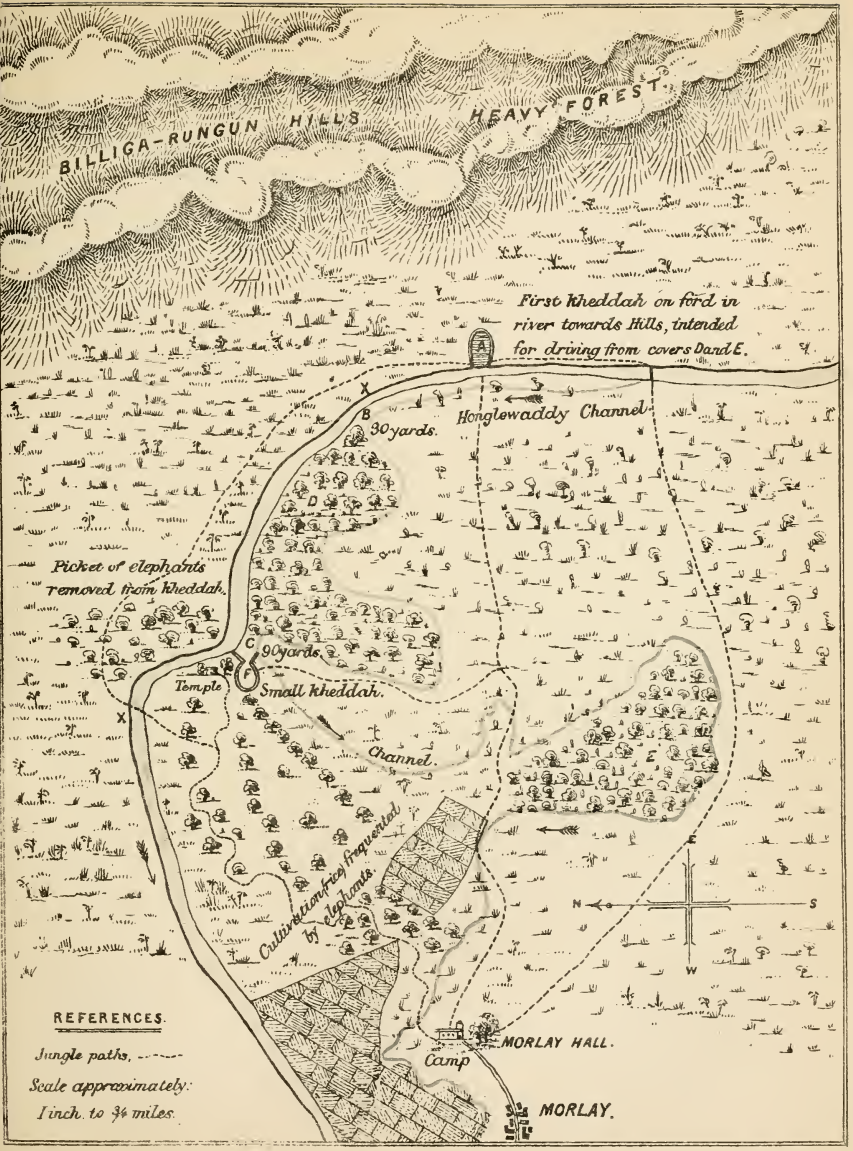 BILLIGA-RUNGUN HILLS
HEAVY FOREST.
First kheddah on ford in
river towards Hills, intended
for driving from covers D and E.
A
X
B
30 yards.
Honglewaddy Channel
D
Picket of elephants
removed from kheddah.
C
90 yards
F
Temple
Small kheddah.
X
Channel.
E
Cultivation (rice) frequented
by elephants.
E
N
S
W
REFERENCES.
Jungle paths, ------
Scale approximately:
1 inch. to ¾ miles.
MORLAY HALL.
Camp
MORLAY.